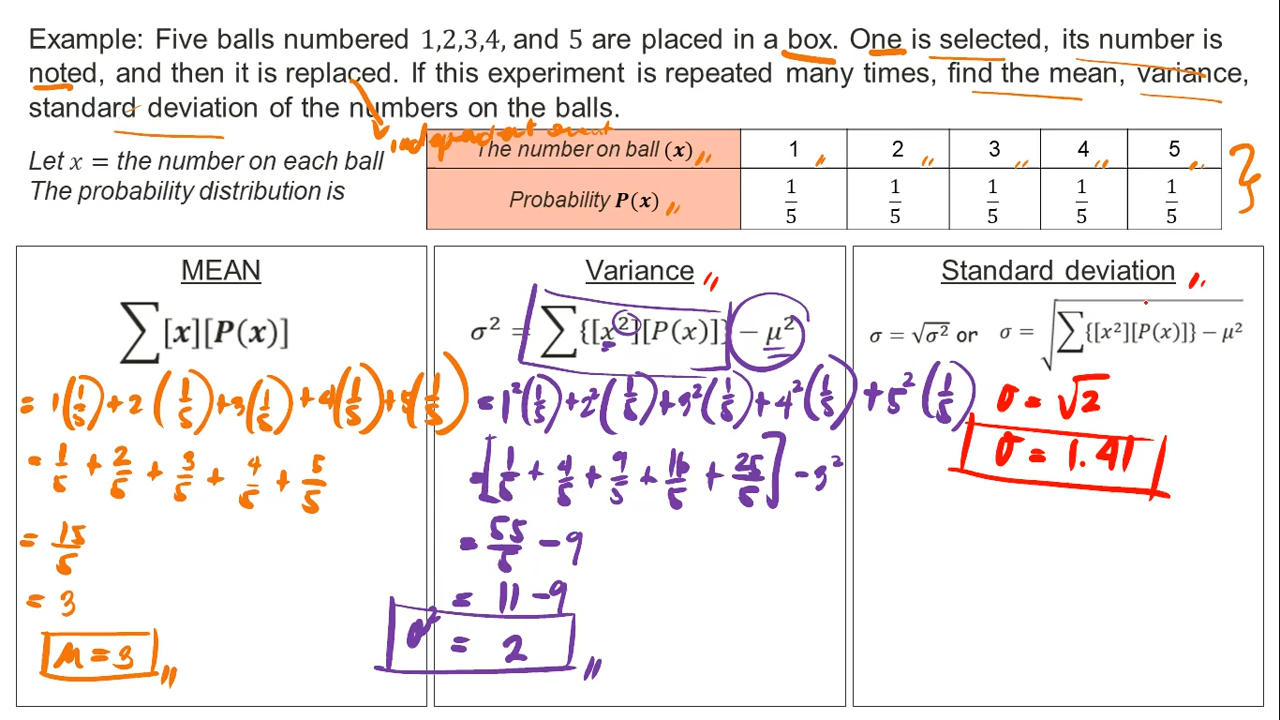 Example: Five balls numbered 1,2,3,4, and 5 are placed in a box. One is selected, its number is
noted, and then it is replaced. If this experiment is repeated many times, find the mean, variance,
standard deviation of the numbers on the balls.
independent event
Let x = the number on each ball
The probability distribution is
The number on ball (x) 1 2 3 4 5
Probability P(x) 1/5 1/5 1/5 1/5 1/5
MEAN
∑[x][P(x)]
= 1(1/5) + 2(1/5) + 3(1/5) + 4(1/5) + 5(1/5)
= 1/5 + 2/5 + 3/5 + 4/5 + 5/5
= 15/5
= 3
μ = 3
Variance
σ² = ∑{[x²][P(x)]} − μ²
= 1²(1/5) + 2²(1/5) + 3²(1/5) + 4²(1/5) + 5²(1/5)
= [1/5 + 4/5 + 9/5 + 16/5 + 25/5] − 3²
= 55/5 − 9
= 11 − 9
σ² = 2
Standard deviation
σ = √σ² or σ = √∑{[x²][P(x)]} − μ²
σ = √2
σ = 1.41